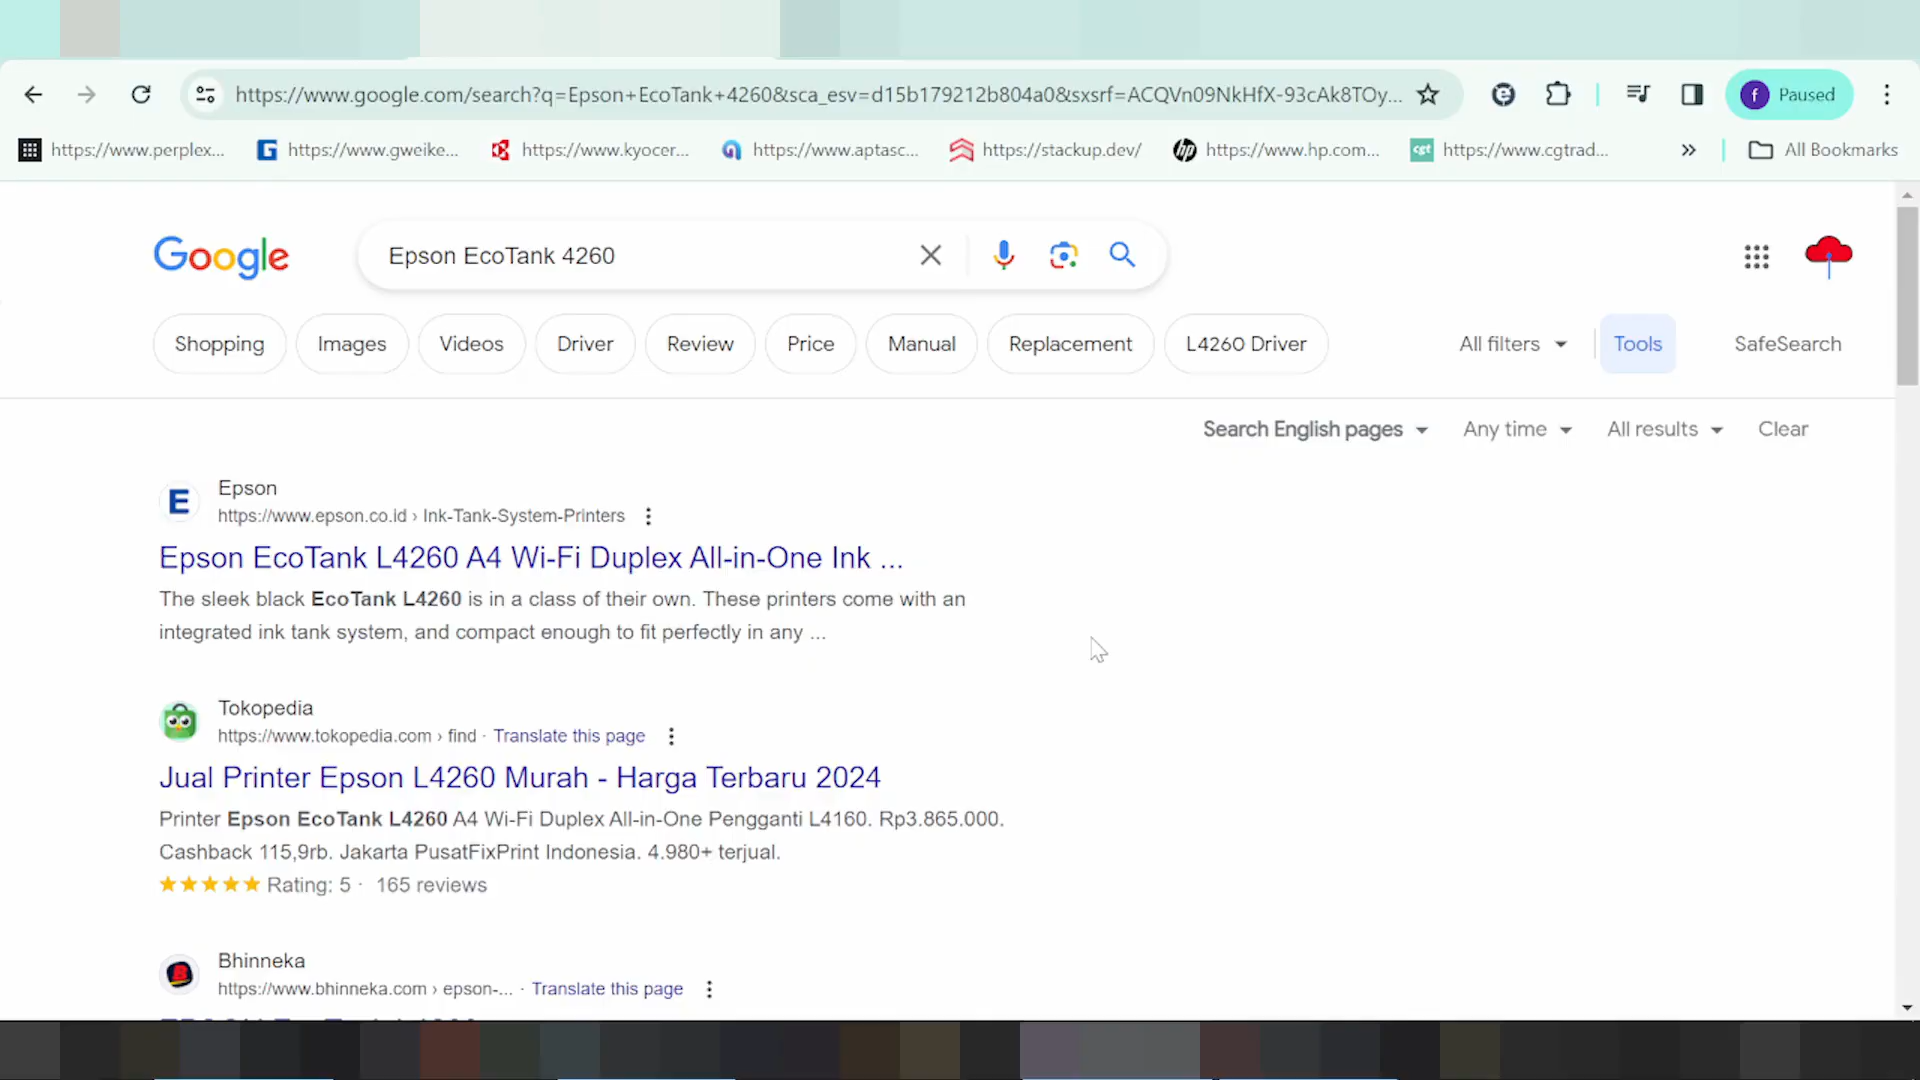 https://www.google.com/search?q=Epson+EcoTank+4260&sca_esv=d15b179212b804a0&sxsrf=ACQVn09NkHfX-93cAk8TOy...
f Paused
https://www.perplex... G https://www.gweike... https://www.kyocer... https://www.aptasc... https://stackup.dev/ hp https://www.hp.com... cgt https://www.cgtrad... » All Bookmarks
Google Epson EcoTank 4260
Shopping Images Videos Driver Review Price Manual Replacement L4260 Driver All filters Tools SafeSearch
Search English pages Any time All results Clear
E Epson
https://www.epson.co.id › Ink-Tank-System-Printers
Epson EcoTank L4260 A4 Wi-Fi Duplex All-in-One Ink ...
The sleek black EcoTank L4260 is in a class of their own. These printers come with an
integrated ink tank system, and compact enough to fit perfectly in any ...
Tokopedia
https://www.tokopedia.com › find · Translate this page
Jual Printer Epson L4260 Murah - Harga Terbaru 2024
Printer Epson EcoTank L4260 A4 Wi-Fi Duplex All-in-One Pengganti L4160. Rp3.865.000.
Cashback 115,9rb. Jakarta PusatFixPrint Indonesia. 4.980+ terjual.
Rating: 5 · 165 reviews
B Bhinneka
https://www.bhinneka.com › epson-... · Translate this page